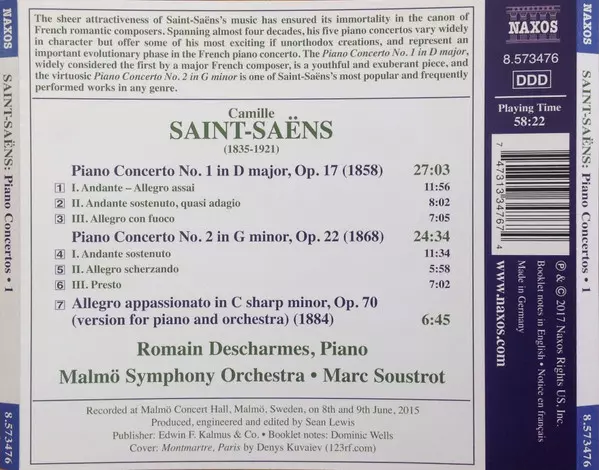 NAXOS
SAINT-SAËNS: Piano Concertos • 1
8.573476
The sheer attractiveness of Saint-Saëns's music has ensured its immortality in the canon of
French romantic composers. Spanning almost four decades, his five piano concertos vary widely
in character but offer some of his most exciting if unorthodox creations, and represent an
important evolutionary phase in the French piano concerto. The Piano Concerto No. 1 in D major,
widely considered the first by a major French composer, is a youthful and exuberant piece, and
the virtuosic Piano Concerto No. 2 in G minor is one of Saint-Saëns's most popular and frequently
performed works in any genre.
Camille
SAINT-SAËNS
(1835-1921)
Piano Concerto No. 1 in D major, Op. 17 (1858) 27:03
1 I. Andante – Allegro assai 11:56
2 II. Andante sostenuto, quasi adagio 8:02
3 III. Allegro con fuoco 7:05
Piano Concerto No. 2 in G minor, Op. 22 (1868) 24:34
4 I. Andante sostenuto 11:34
5 II. Allegro scherzando 5:58
6 III. Presto 7:02
7 Allegro appassionato in C sharp minor, Op. 70
(version for piano and orchestra) (1884) 6:45
Romain Descharmes, Piano
Malmö Symphony Orchestra • Marc Soustrot
Recorded at Malmö Concert Hall, Malmö, Sweden, on 8th and 9th June, 2015
Produced, engineered and edited by Sean Lewis
Publisher: Edwin F. Kalmus & Co. • Booklet notes: Dominic Wells
Cover: Montmartre, Paris by Denys Kuvaiev (123rf.com)
NAXOS
8.573476
DDD
Playing Time
58:22
7 47313 34767 6
℗ & © 2017 Naxos Rights US, Inc.
Booklet notes in English • Notice en français
Made in Germany
www.naxos.com
NAXOS
SAINT-SAËNS: Piano Concertos • 1
8.573476